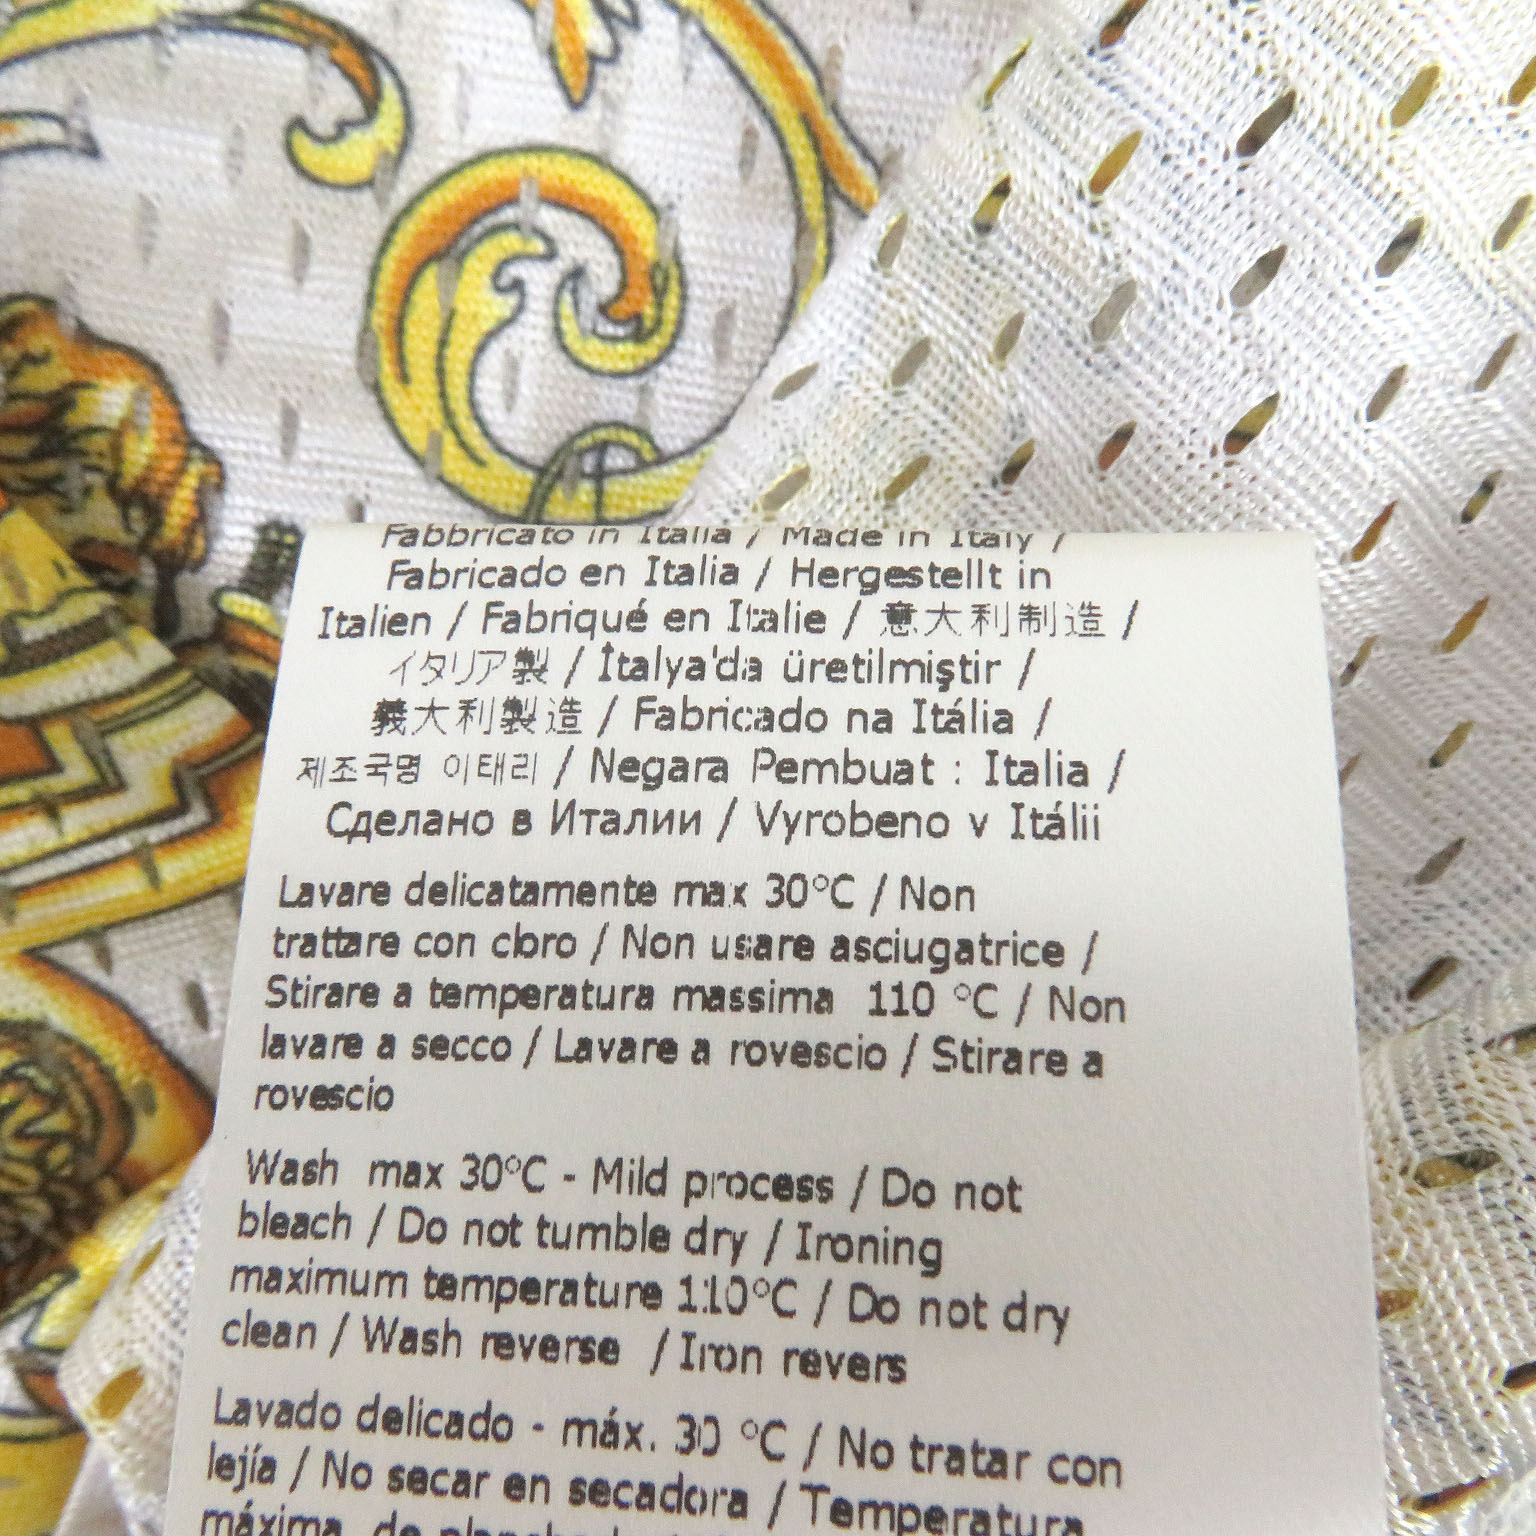 Fabbricato in Italia / Made in Italy /
Fabricado en Italia / Hergestellt in
Italien / Fabriqué en Italie / 意大利制造 /
イタリア製 / İtalya'da üretilmiştir /
義大利製造 / Fabricado na Itália /
제조국명 이태리 / Negara Pembuat : Italia /
Сделано в Италии / Vyrobeno v Itálii
Lavare delicatamente max 30°C / Non
trattare con cloro / Non usare asciugatrice /
Stirare a temperatura massima 110 °C / Non
lavare a secco / Lavare a rovescio / Stirare a
rovescio
Wash max 30°C - Mild process / Do not
bleach / Do not tumble dry / Ironing
maximum temperature 110°C / Do not dry
clean / Wash reverse / Iron revers
Lavado delicado - máx. 30 °C / No tratar con
lejía / No secar en secadora / Temperatura
máxima de